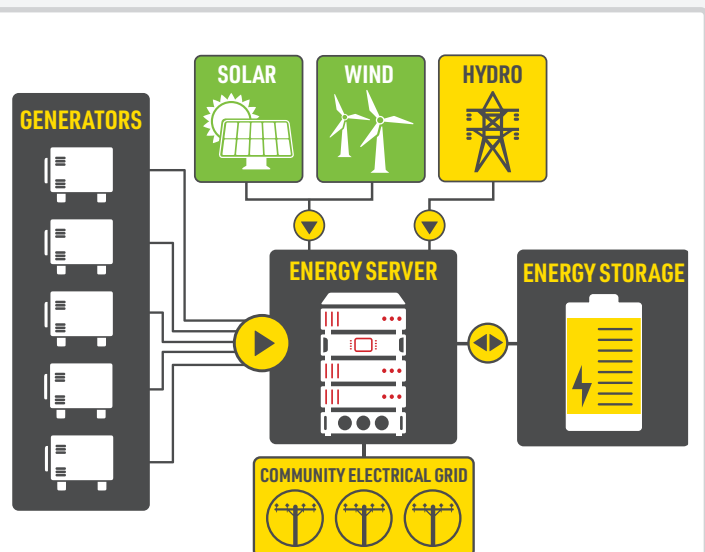 SOLAR
WIND
HYDRO
GENERATORS
ENERGY SERVER
ENERGY STORAGE
COMMUNITY ELECTRICAL GRID